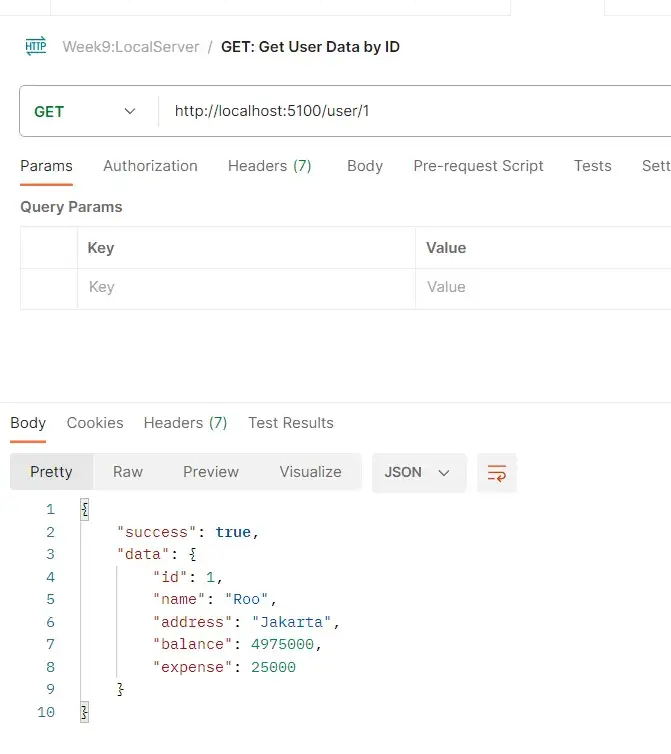 HTTP Week9:LocalServer / GET: Get User Data by ID
GET http://localhost:5100/user/1
Params Authorization Headers (7) Body Pre-request Script Tests Sett
Query Params
Key Value
Key Value
Body Cookies Headers (7) Test Results
Pretty Raw Preview Visualize JSON
1 {
2 "success": true,
3 "data": {
4 "id": 1,
5 "name": "Roo",
6 "address": "Jakarta",
7 "balance": 4975000,
8 "expense": 25000
9 }
10 }